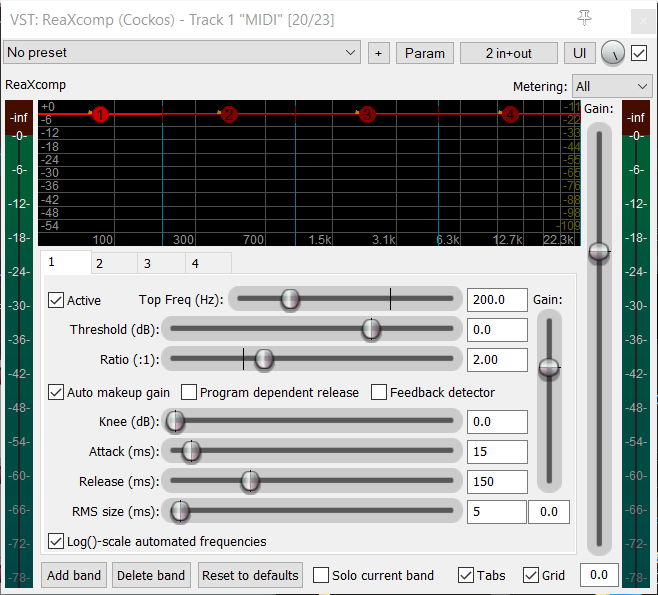 VST: ReaXcomp (Cockos) - Track 1 "MIDI" [20/23]
No preset + Param 2 in+out UI
ReaXcomp Metering: All
Gain:
-inf +0 1 2 3 4 -11 -inf
-0- -6 -22 -0-
-12 -33
-6- -18 -44 -6-
-24 -55
-12- -30 -66 -12-
-36 -76
-42 -87
-48 -98
-18- -54 -109 -18-
100 300 700 1.5k 3.1k 6.3k 12.7k 22.3k
1 2 3 4
-24- -24-
Active Top Freq (Hz): 200.0 Gain:
-30- -30-
Threshold (dB): 0.0
-36- -36-
Ratio (:1): 2.00
-42- -42-
Auto makeup gain Program dependent release Feedback detector
-48- -48-
Knee (dB): 0.0
-54- -54-
Attack (ms): 15
-60- -60-
Release (ms): 150
-66- -66-
RMS size (ms): 5 0.0
-72- -72-
Log()-scale automated frequencies
-78- -78-
Add band Delete band Reset to defaults Solo current band Tabs Grid 0.0